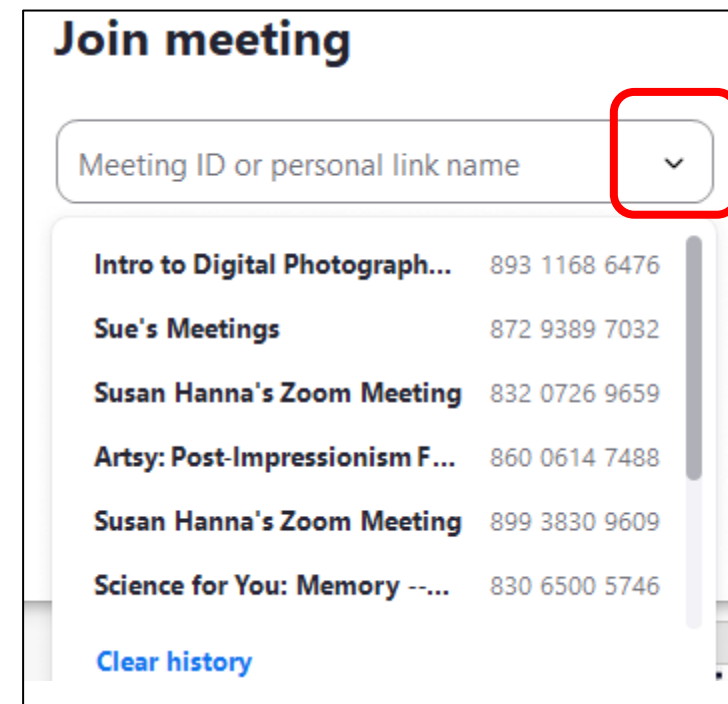 Join meeting
Meeting ID or personal link name
Intro to Digital Photograph... 893 1168 6476
Sue's Meetings 872 9389 7032
Susan Hanna's Zoom Meeting 832 0726 9659
Artsy: Post-Impressionism F... 860 0614 7488
Susan Hanna's Zoom Meeting 899 3830 9609
Science for You: Memory --... 830 6500 5746
Clear history